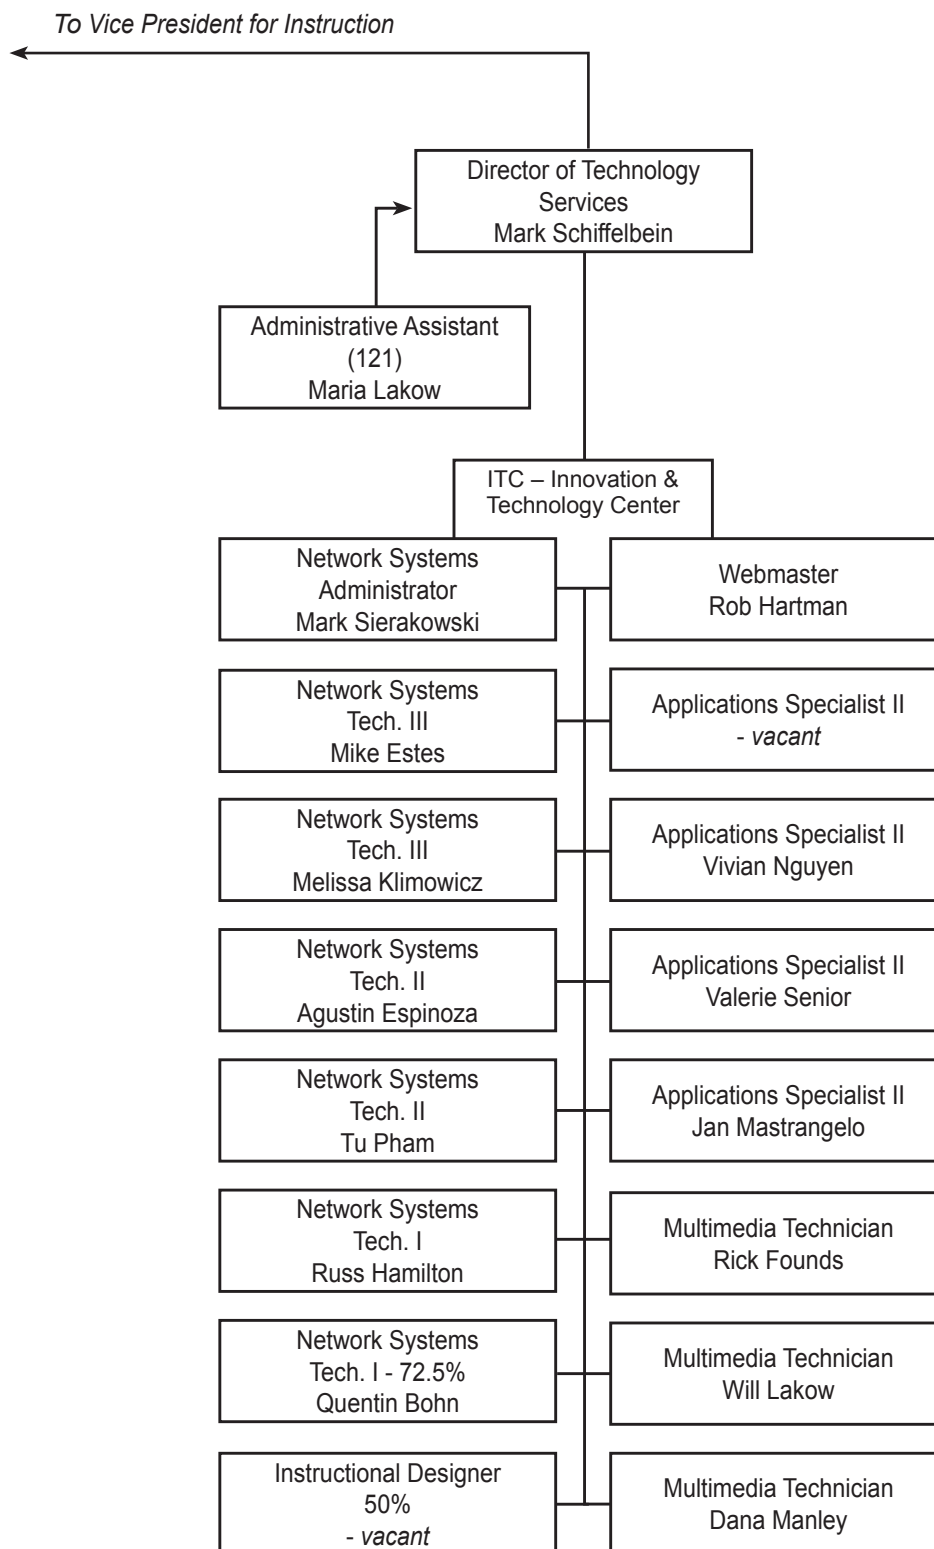 To Vice President for Instruction
Director of Technology
Services
Mark Schiffelbein
Administrative Assistant
(121)
Maria Lakow
ITC – Innovation &
Technology Center
Network Systems
Administrator
Mark Sierakowski
Webmaster
Rob Hartman
Network Systems
Tech. III
Mike Estes
Applications Specialist II
- vacant
Network Systems
Tech. III
Melissa Klimowicz
Applications Specialist II
Vivian Nguyen
Network Systems
Tech. II
Agustin Espinoza
Applications Specialist II
Valerie Senior
Network Systems
Tech. II
Tu Pham
Applications Specialist II
Jan Mastrangelo
Network Systems
Tech. I
Russ Hamilton
Multimedia Technician
Rick Founds
Network Systems
Tech. I - 72.5%
Quentin Bohn
Multimedia Technician
Will Lakow
Instructional Designer
50%
- vacant
Multimedia Technician
Dana Manley